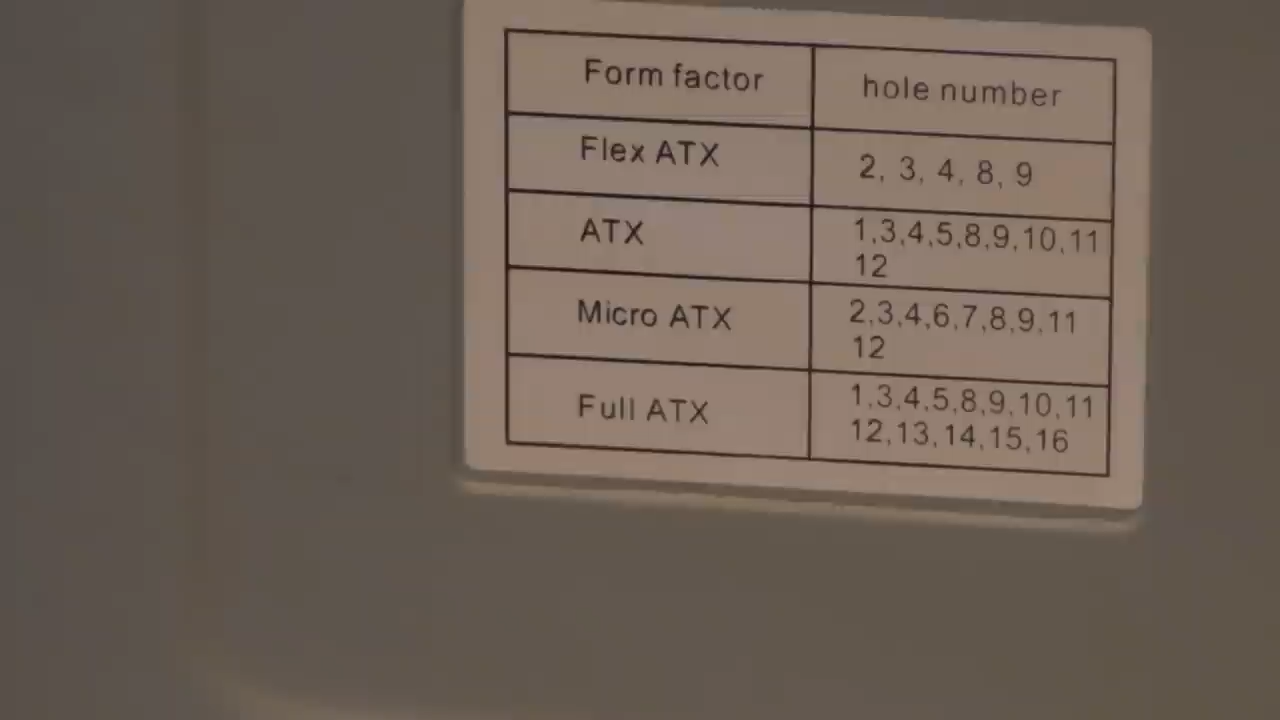 Form factor hole number
Flex ATX 2, 3, 4, 8, 9
ATX 1,3,4,5,8,9,10,11
12
Micro ATX 2,3,4,6,7,8,9,11
12
Full ATX 1,3,4,5,8,9,10,11
12,13,14,15,16